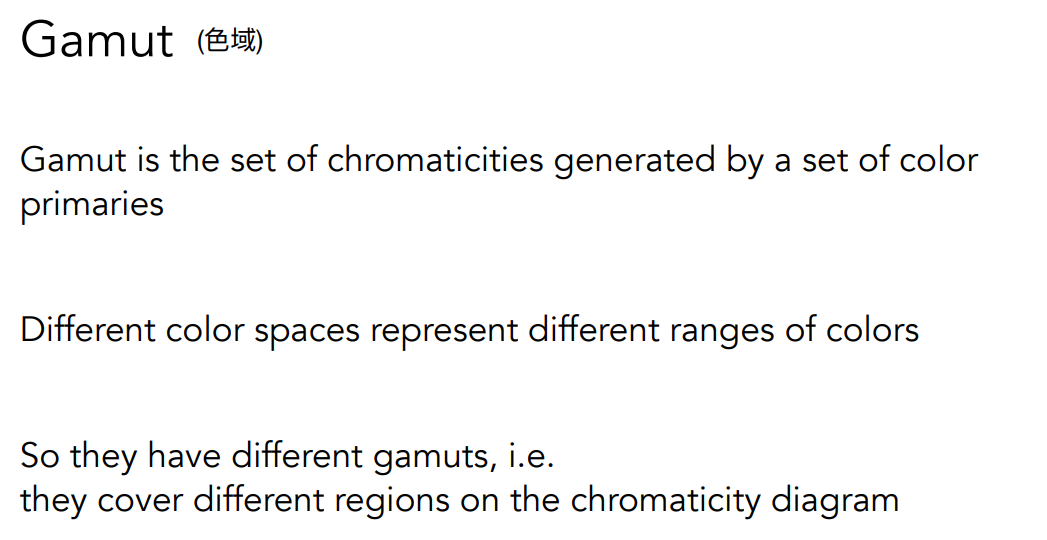 Gamut (色域)
Gamut is the set of chromaticities generated by a set of color
primaries
Different color spaces represent different ranges of colors
So they have different gamuts, i.e.
they cover different regions on the chromaticity diagram